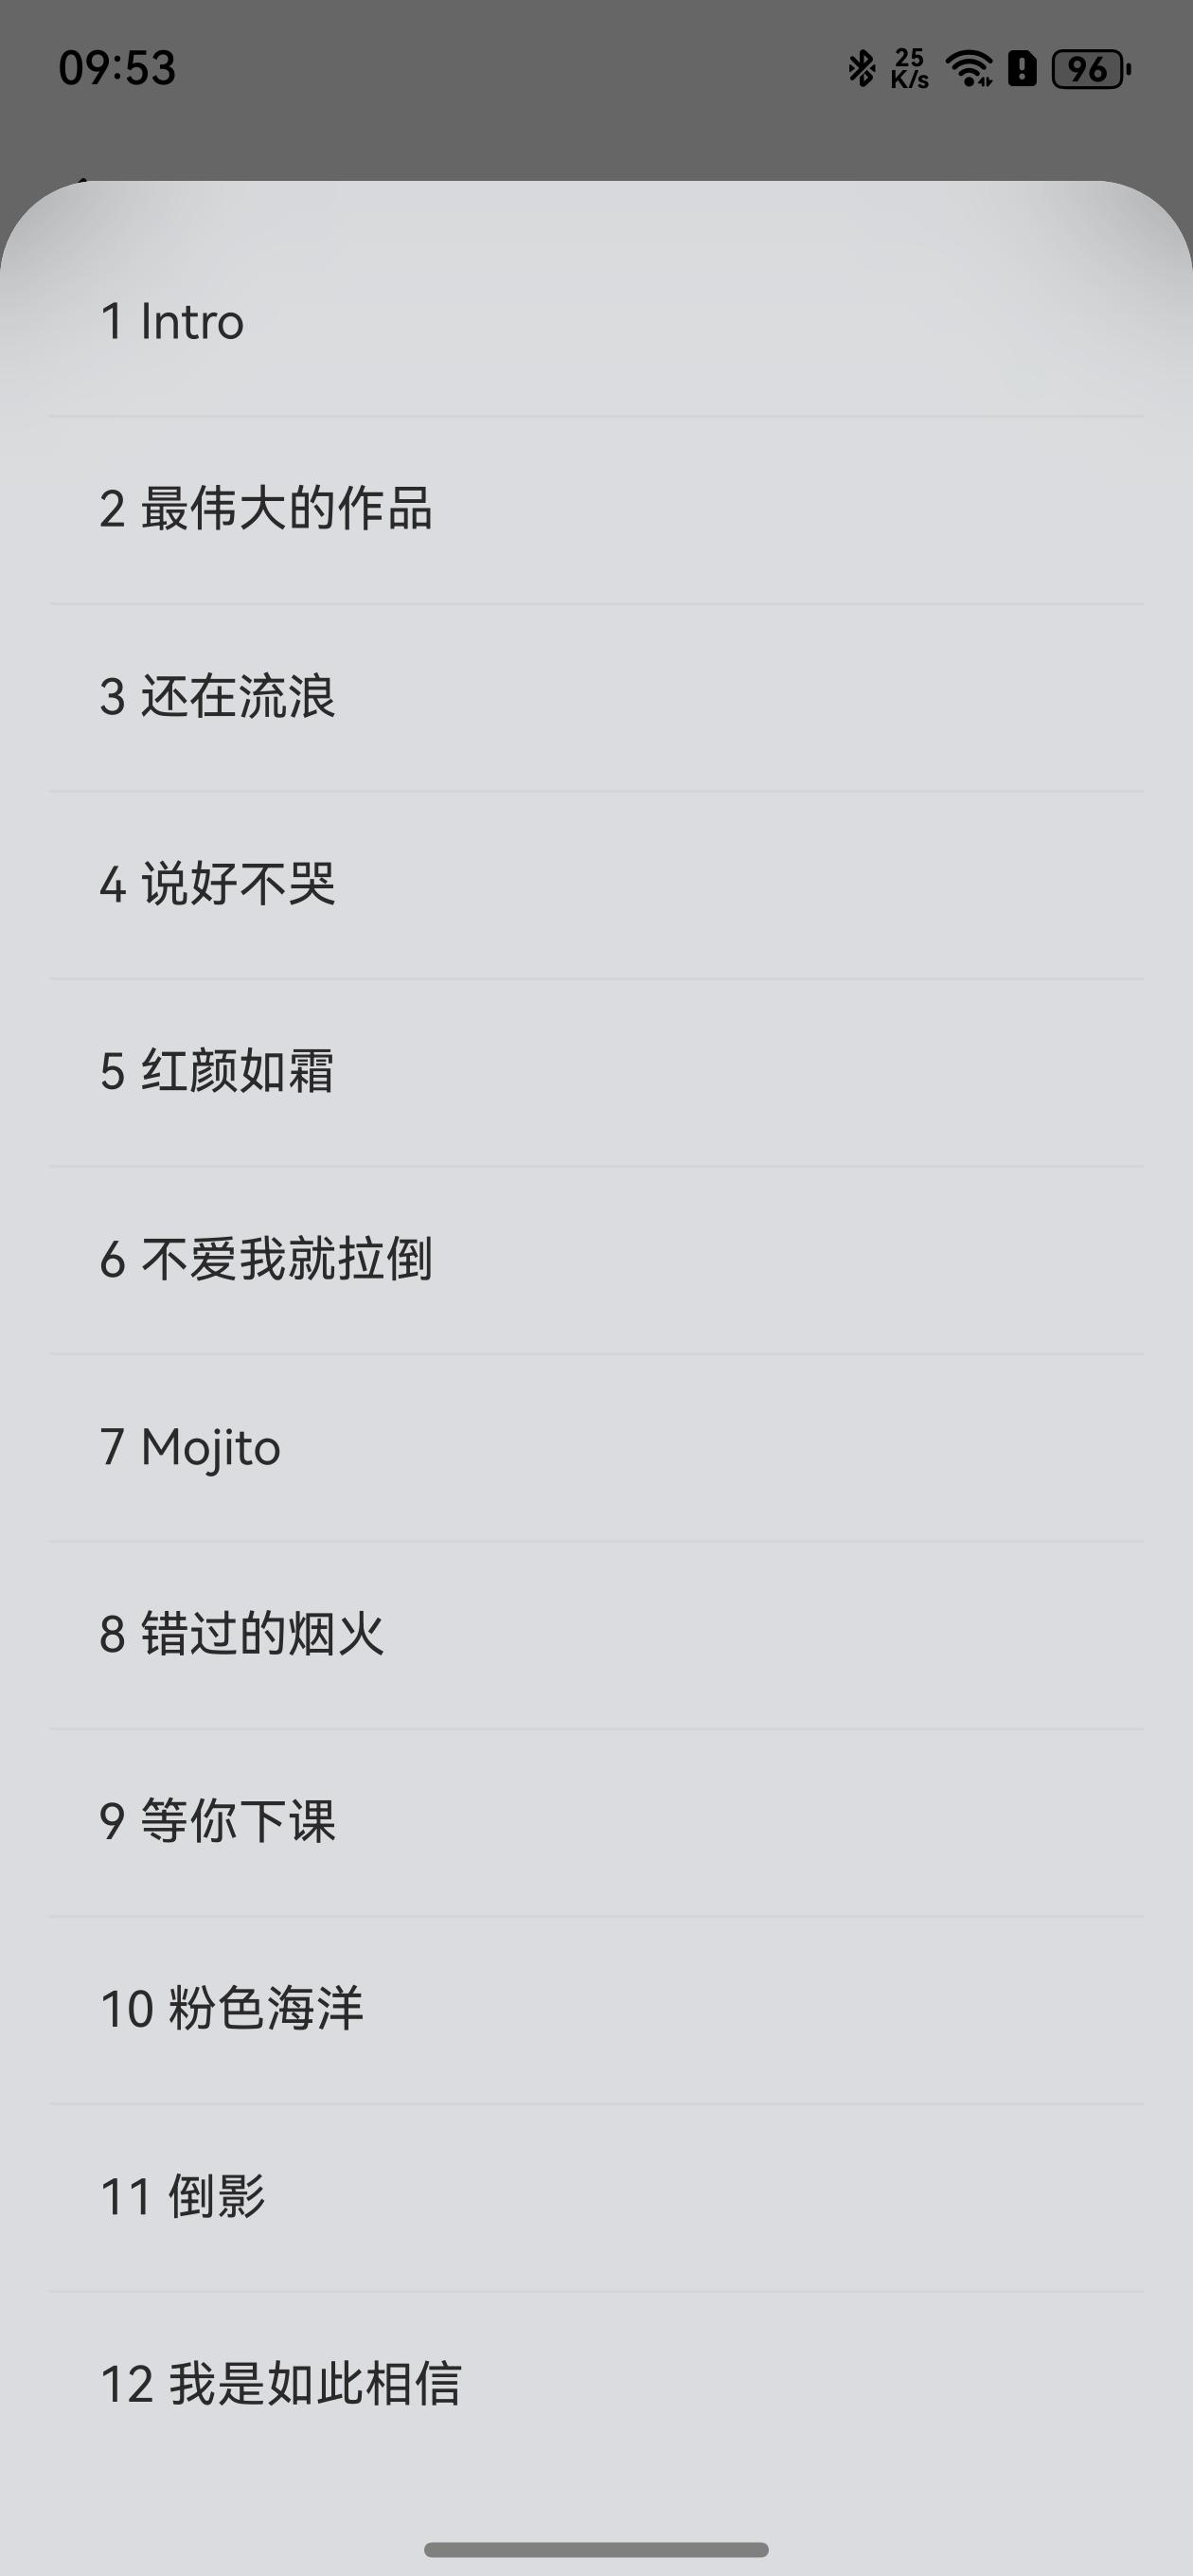 09:53
25
K/s
96
1 Intro
2 最伟大的作品
3 还在流浪
4 说好不哭
5 红颜如霜
6 不爱我就拉倒
7 Mojito
8 错过的烟火
9 等你下课
10 粉色海洋
11 倒影
12 我是如此相信